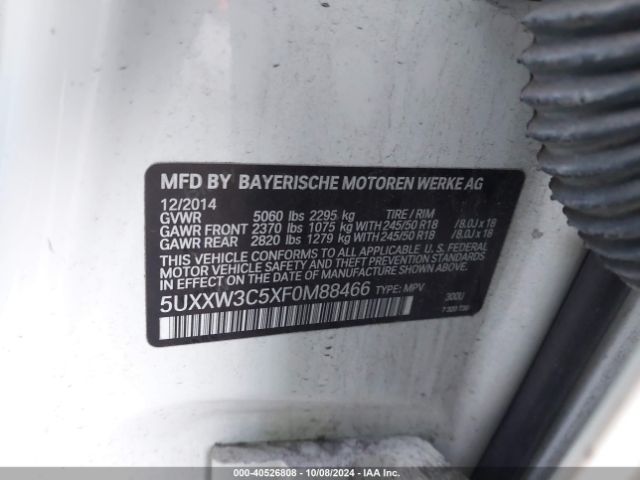 MFD BY BAYERISCHE MOTOREN WERKE AG
12/2014
GVWR 5060 lbs 2295 kg TIRE / RIM
GAWR FRONT 2370 lbs 1075 kg WITH 245/50 R18 /8.0J x 18
GAWR REAR 2820 lbs 1279 kg WITH 245/50 R18 /8.0J x 18
THIS VEHICLE CONFORMS TO ALL APPLICABLE U.S. FEDERAL
MOTOR VEHICLE SAFETY AND THEFT PREVENTION STANDARDS
IN EFFECT ON THE DATE OF MANUFACTURE SHOWN ABOVE.
5UXXW3C5XF0M88466 TYPE: MPV
300U
000-40526808 - 10/08/2024 - IAA, Inc.